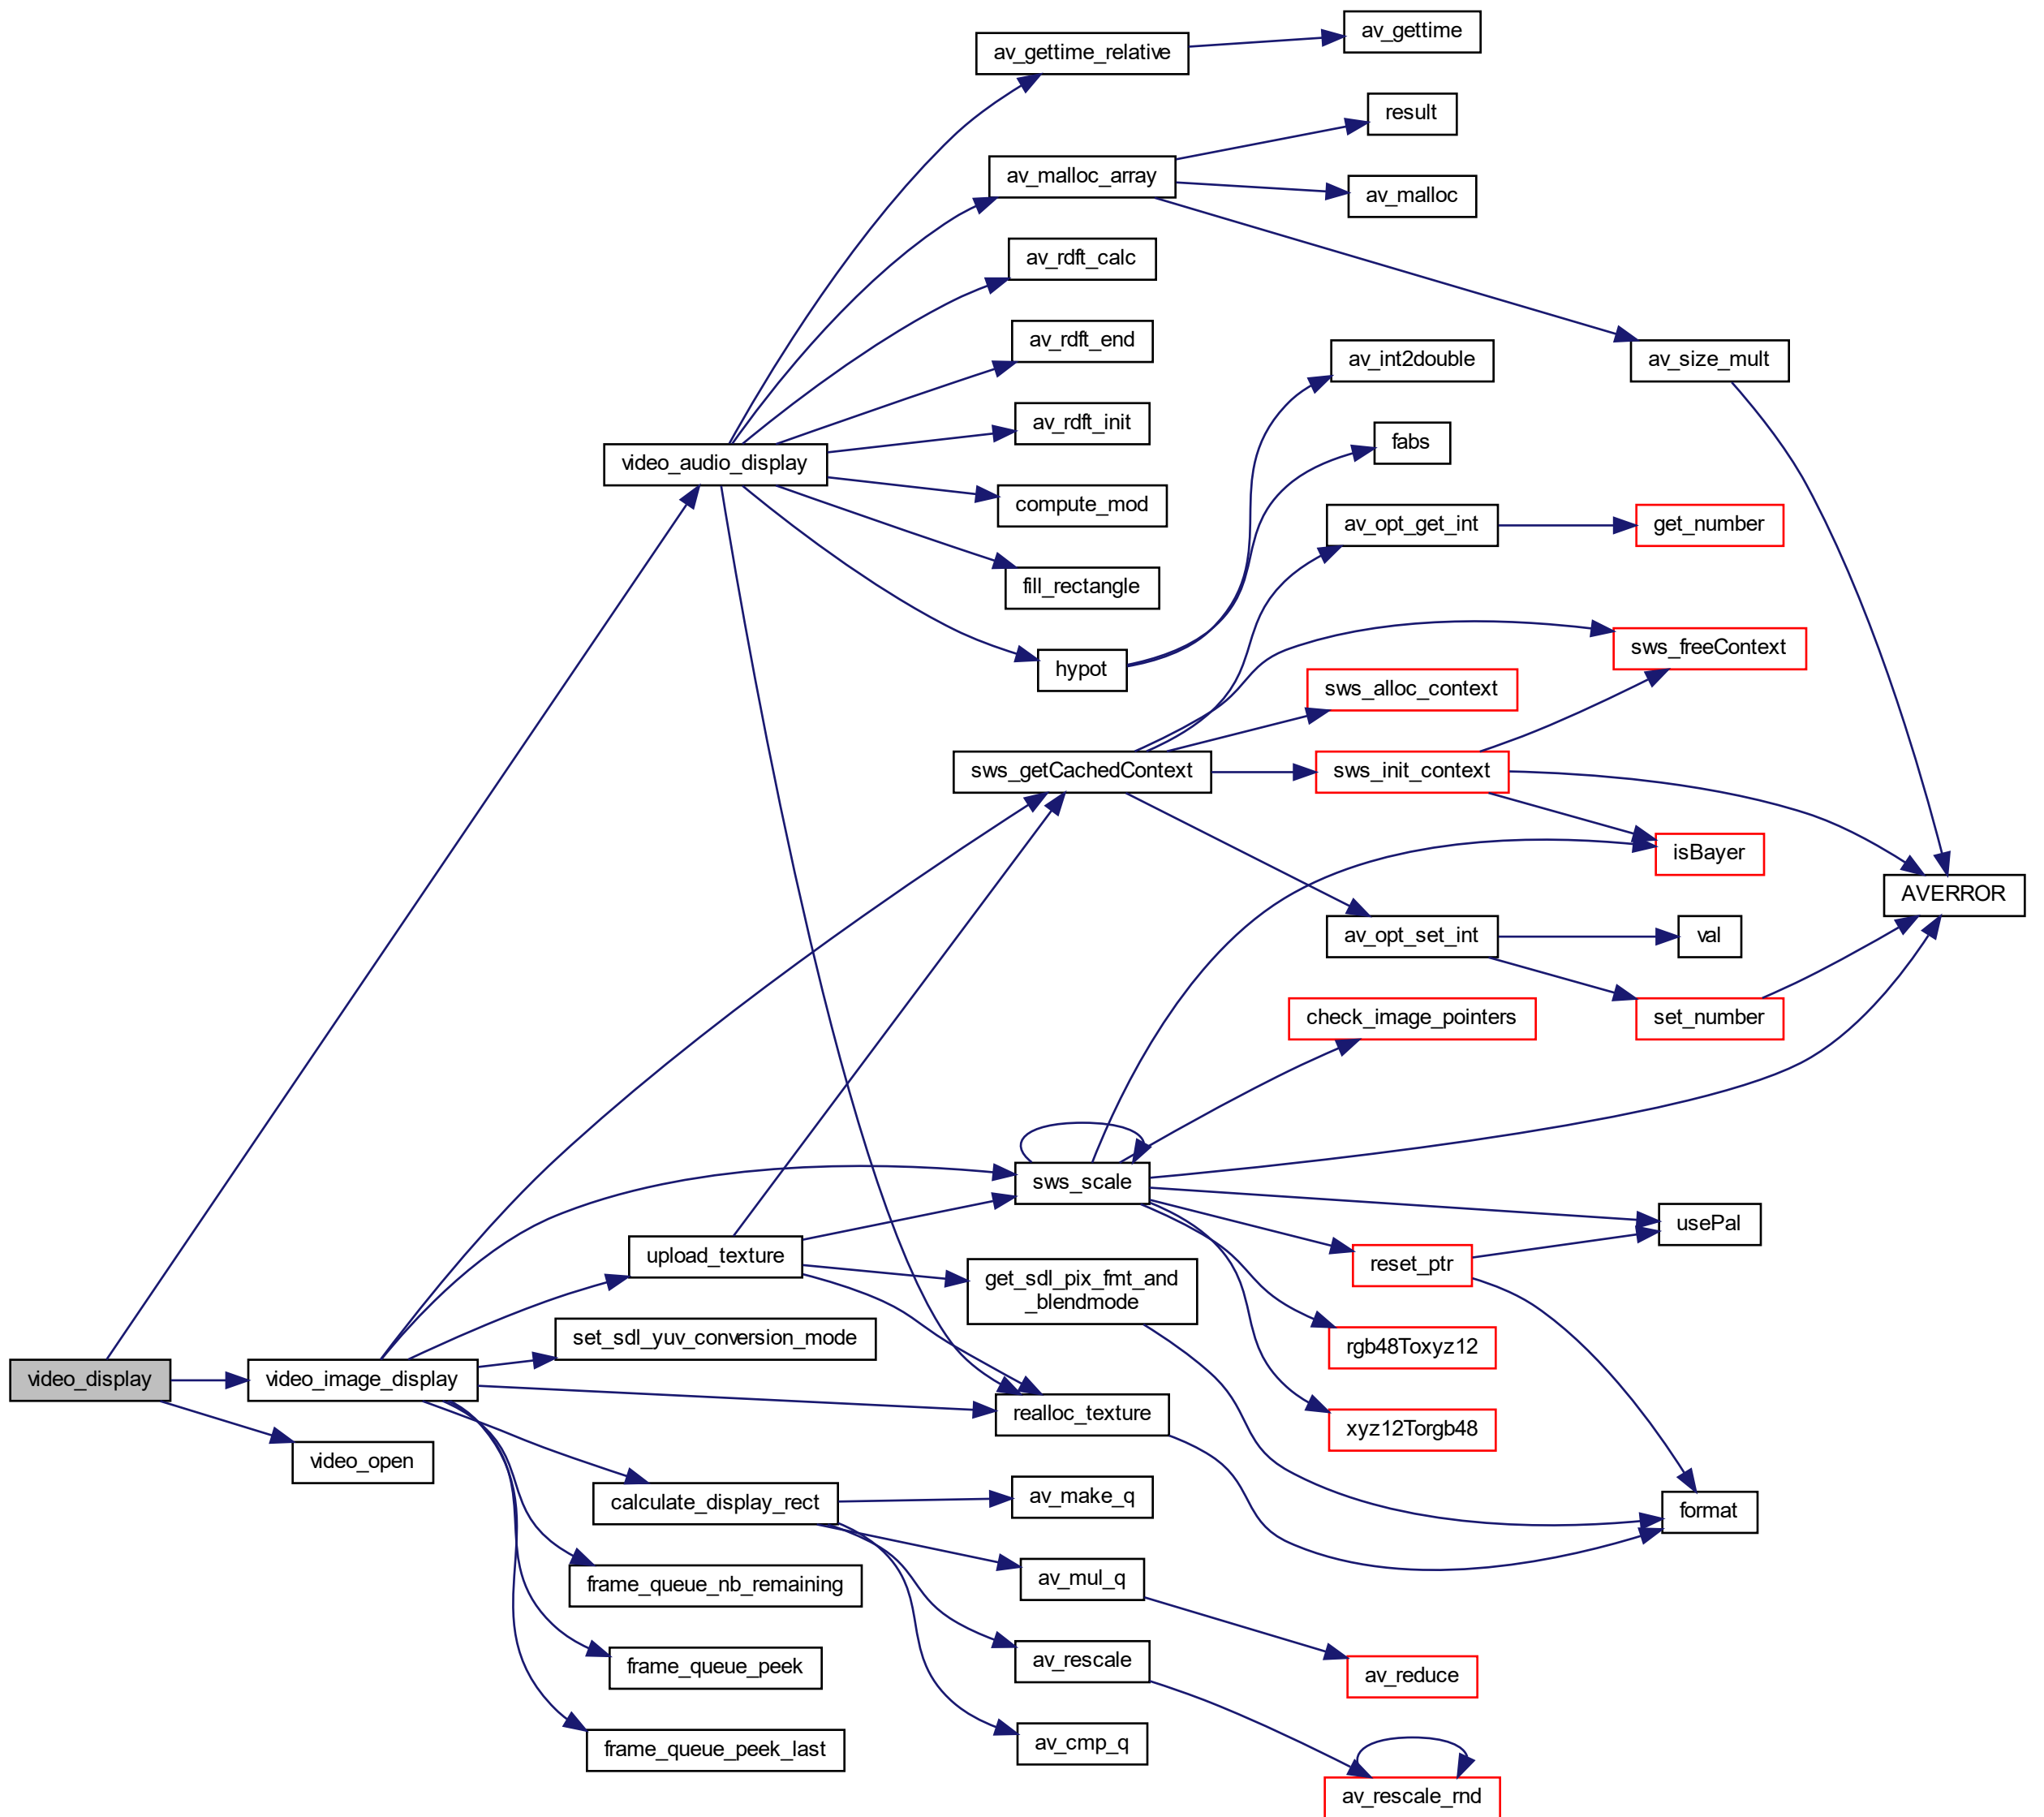 av_gettime
av_gettime_relative
result
av_malloc_array
av_malloc
av_rdft_calc
av_rdft_end
av_int2double
av_size_mult
av_rdft_init
fabs
video_audio_display
compute_mod
av_opt_get_int
get_number
fill_rectangle
hypot
sws_freeContext
sws_alloc_context
sws_getCachedContext
sws_init_context
isBayer
AVERROR
av_opt_set_int
val
check_image_pointers
set_number
sws_scale
usePal
upload_texture
reset_ptr
get_sdl_pix_fmt_and
_blendmode
set_sdl_yuv_conversion_mode
rgb48Toxyz12
video_display
video_image_display
realloc_texture
xyz12Torgb48
video_open
calculate_display_rect
av_make_q
format
frame_queue_nb_remaining
av_mul_q
frame_queue_peek
av_rescale
av_reduce
frame_queue_peek_last
av_cmp_q
av_rescale_rnd